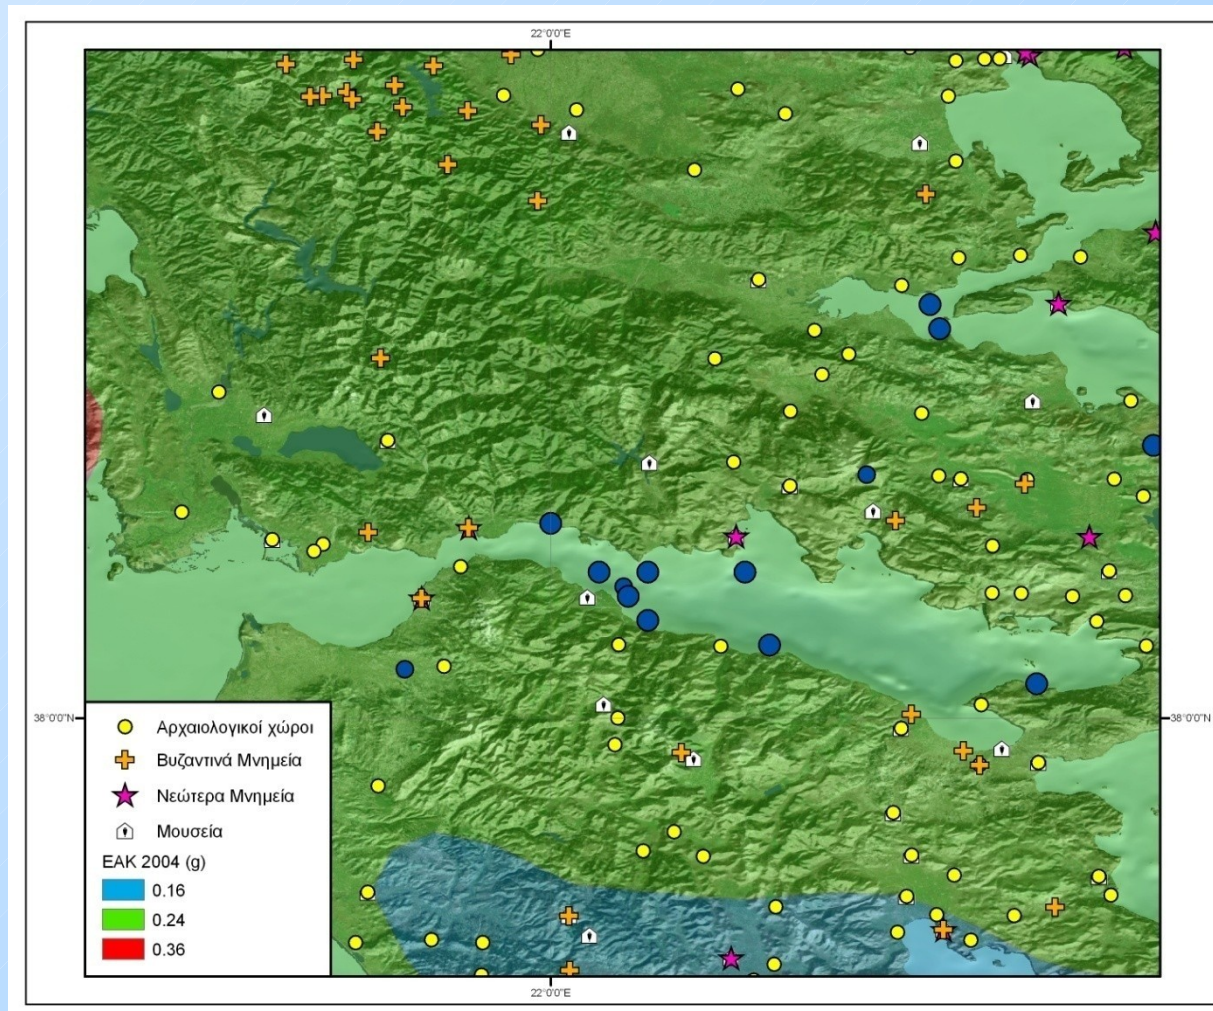 22°0'0"E
38°0'0"N
38°0'0"N
Αρχαιολογικοί χώροι
Βυζαντινά Μνημεία
Νεώτερα Μνημεία
Μουσεία
ΕΑΚ 2004 (g)
0.16
0.24
0.36
22°0'0"E